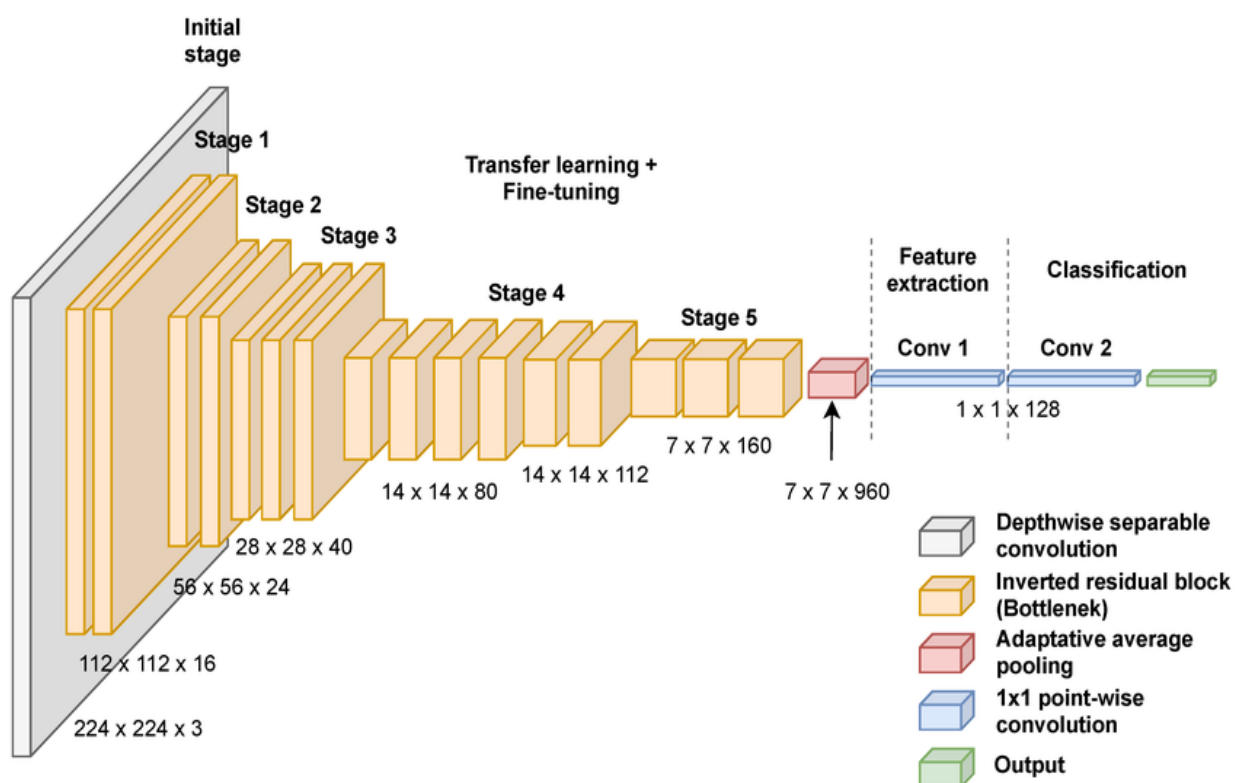 Initial
stage
Stage 1
Transfer learning +
Fine-tuning
Stage 2
Stage 3
Feature
extraction
Classification
Stage 4
Stage 5
Conv 1
Conv 2
1 x 1 x 128
7 x 7 x 160
14 x 14 x 112
14 x 14 x 80
7 x 7 x 960
28 x 28 x 40
56 x 56 x 24
112 x 112 x 16
224 x 224 x 3
Depthwise separable
convolution
Inverted residual block
(Bottlenek)
Adaptative average
pooling
1x1 point-wise
convolution
Output